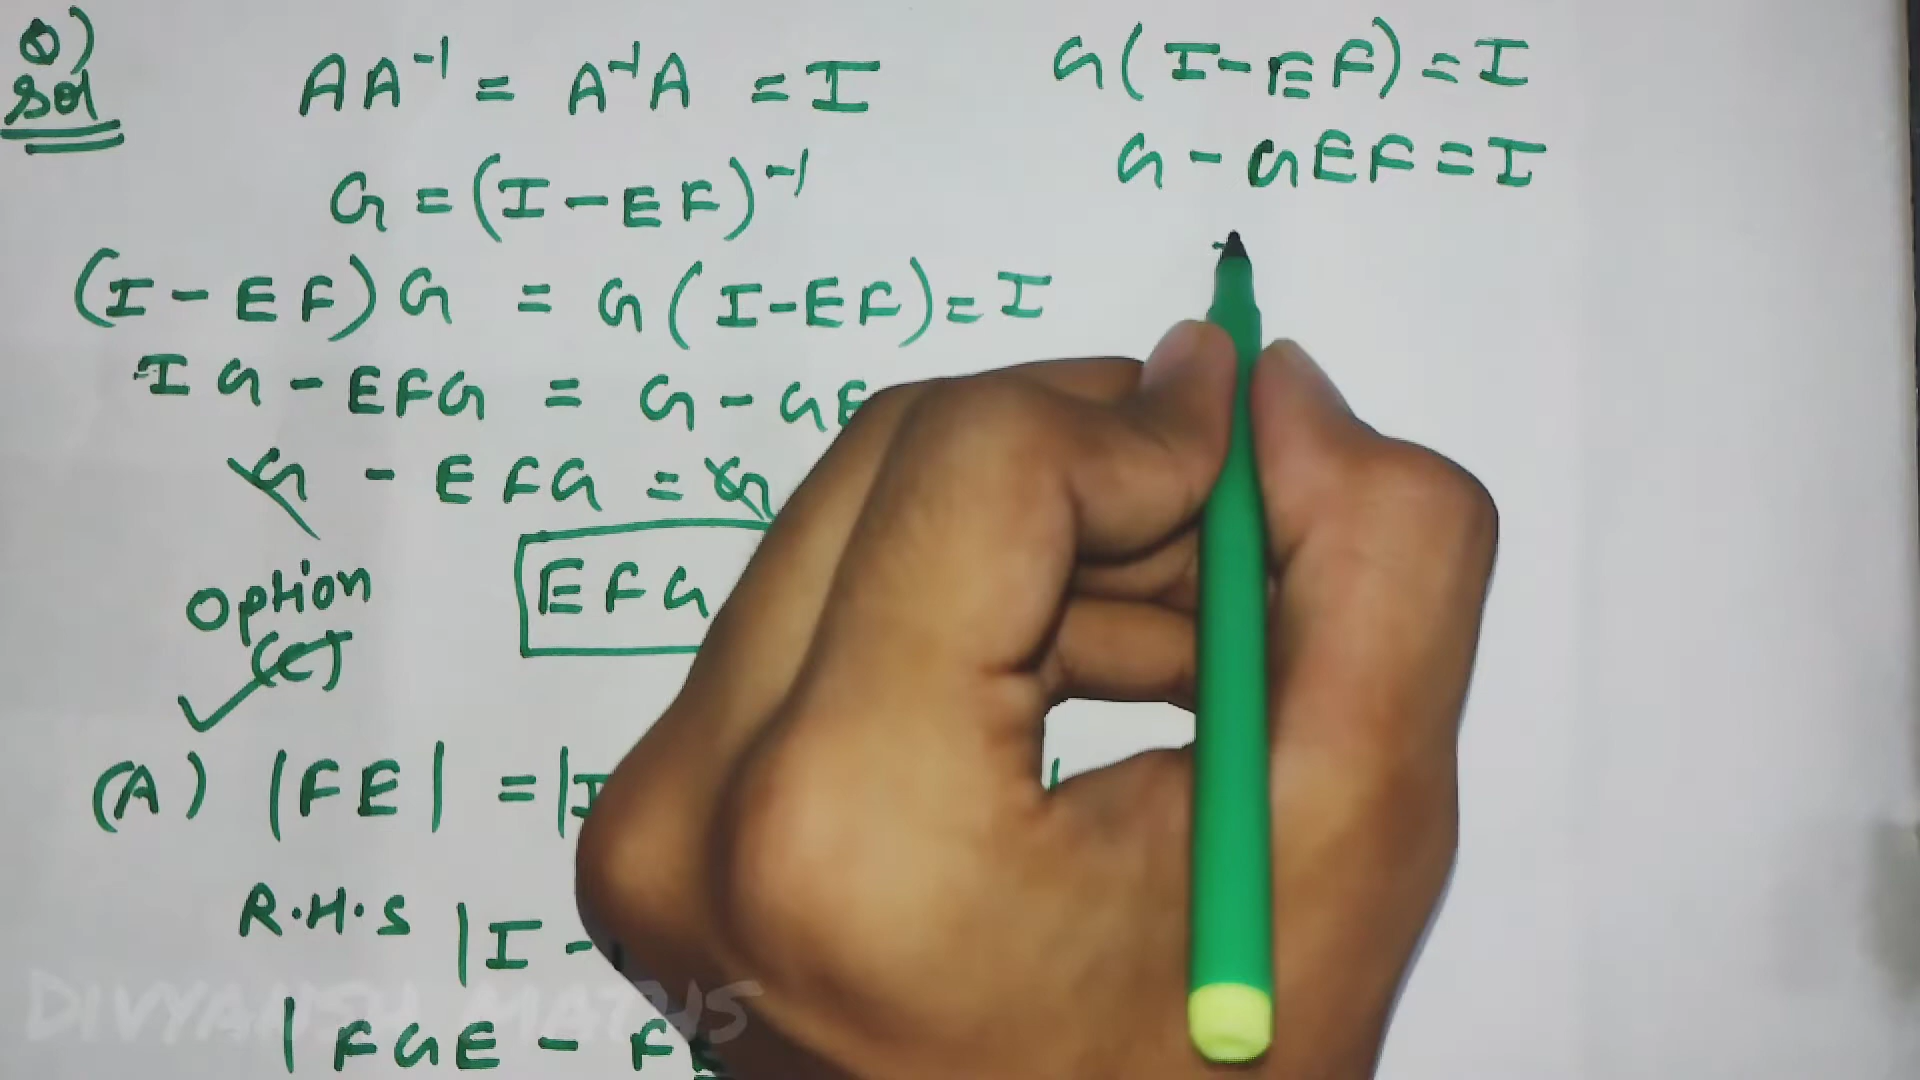 Q)
Sol
AA⁻¹ = A⁻¹A = I
G = (I - EF)⁻¹
(I - EF) G = G (I - EF) = I
IG - EFG = G - GE
G - EFG = G
EFG
Option
(C)
(A) |FE| = |I
R.H.S |I -
|FGE - F
G(I - EF) = I
G - GEF = I
DIVYANSH MATHS